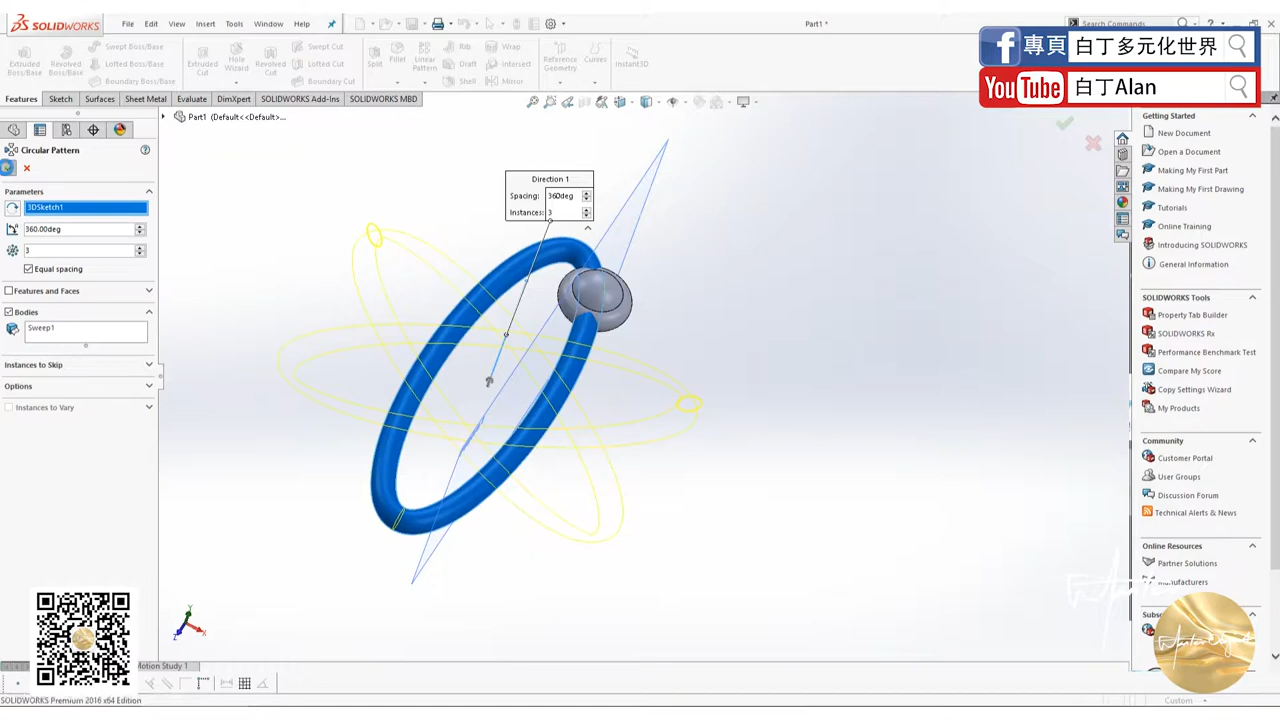 SOLIDWORKS
File Edit View Insert Tools Window Help
Part1 *
Search Commands
專頁 白丁多元化世界
YouTube 白丁Alan
Extruded Boss/Base
Revolved Boss/Base
Swept Boss/Base
Lofted Boss/Base
Boundary Boss/Base
Extruded Cut
Hole Wizard
Revolved Cut
Swept Cut
Lofted Cut
Boundary Cut
Split
Fillet
Linear Pattern
Rib
Draft
Shell
Wrap
Intersect
Mirror
Reference Geometry
Curves
Instant3D
Features Sketch Surfaces Sheet Metal Evaluate DimXpert SOLIDWORKS Add-Ins SOLIDWORKS MBD
Part1 (Default<<Default>...
Circular Pattern
Parameters
3DSketch1
360.00deg
3
Equal spacing
Features and Faces
Bodies
Sweep1
Instances to Skip
Options
Instances to Vary
Direction 1
Spacing: 360deg
Instances: 3
Getting Started
New Document
Open a Document
Making My First Part
Making My First Drawing
Tutorials
Online Training
Introducing SOLIDWORKS
General Information
SOLIDWORKS Tools
Property Tab Builder
SOLIDWORKS Rx
Performance Benchmark Test
Compare My Score
Copy Settings Wizard
My Products
Community
Customer Portal
User Groups
Discussion Forum
Technical Alerts & News
Online Resources
Partner Solutions
Manufacturers
Y
X
Z
Motion Study 1
SOLIDWORKS Premium 2016 x64 Edition
Custom